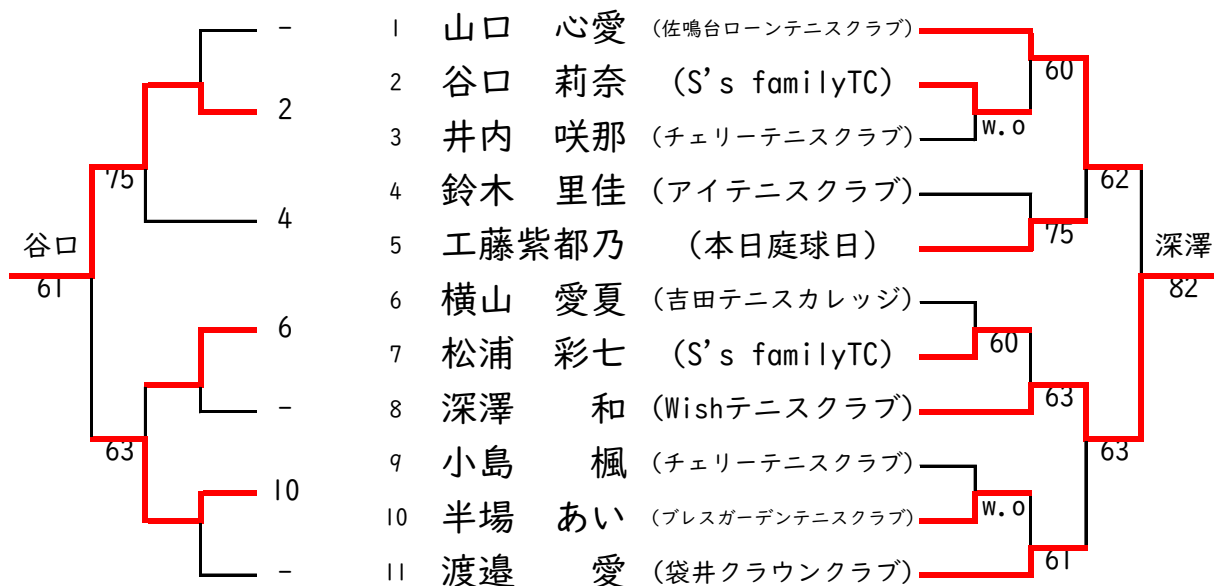 - 1 山口 心愛 (佐鳴台ローンテニスクラブ)
60
2 谷口 莉奈 (S's familyTC)
2
w.o
3 井内 咲那 (チェリーテニスクラブ)
75
62
4 鈴木 里佳 (アイテニスクラブ)
4
75
谷口
5 工藤紫都乃 (本日庭球日)
深澤
61
82
6 横山 愛夏 (吉田テニスカレッジ)
6
60
7 松浦 彩七 (S's familyTC)
63
- 8 深澤 和 (Wishテニスクラブ)
63
63
9 小島 楓 (チェリーテニスクラブ)
10
w.o
10 半場 あい (ブレスガーデンテニスクラブ)
61
- 11 渡邉 愛 (袋井クラウンクラブ)